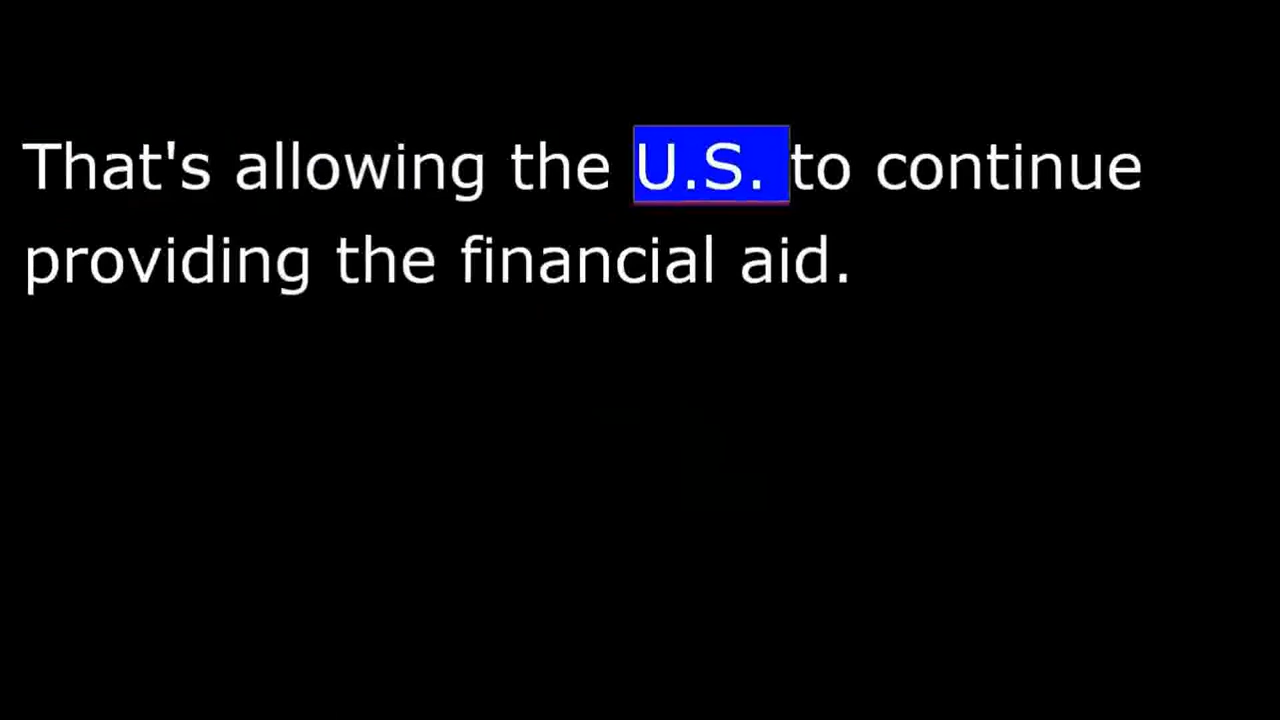 That's allowing the U.S. to continue
providing the financial aid.